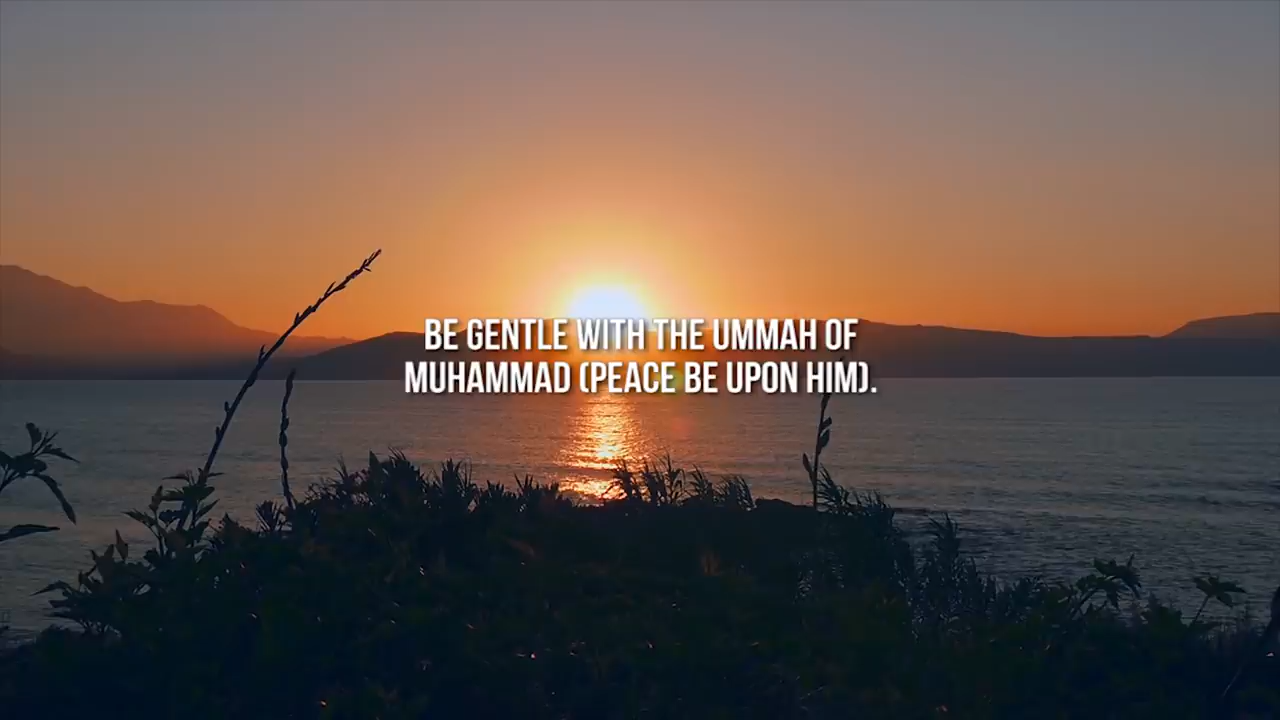 BE GENTLE WITH THE UMMAH OF
MUHAMMAD (PEACE BE UPON HIM).